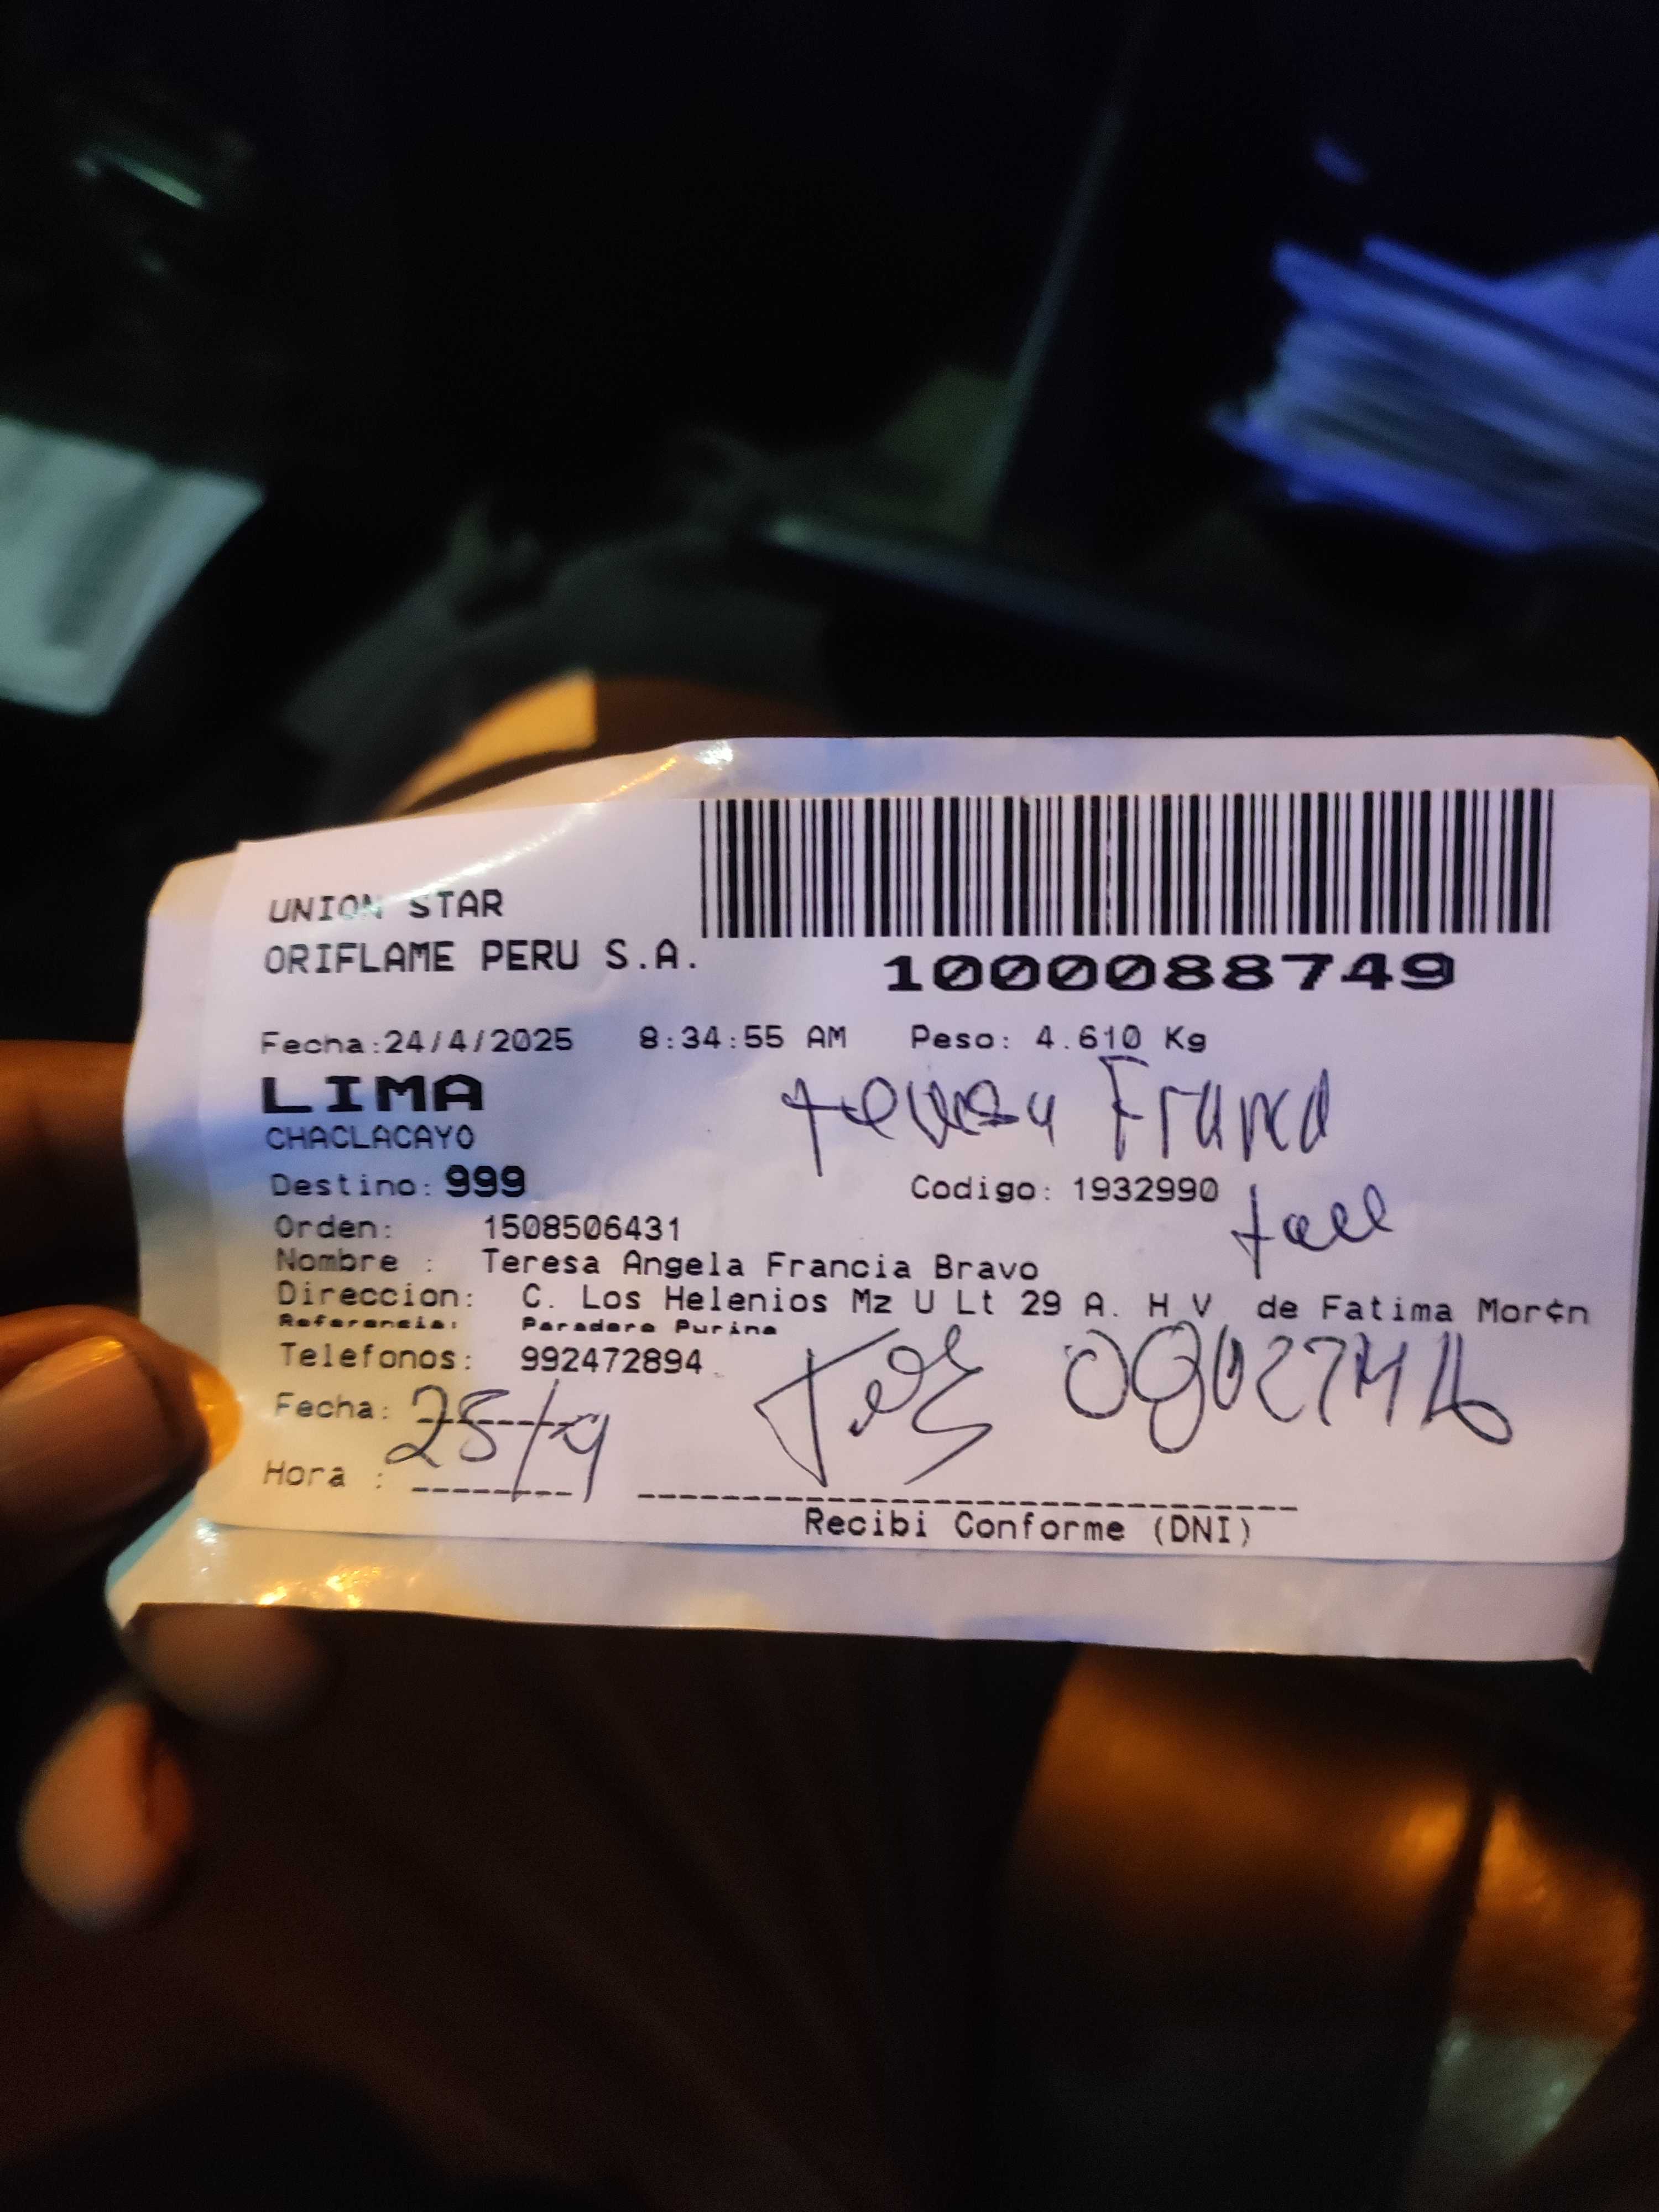 UNION STAR
ORIFLAME PERU S.A.
1000088749
Fecha:24/4/2025 8:34:55 AM Peso: 4.610 Kg
LIMA
CHACLACAYO
Destino: 999 Codigo: 1932990
Orden: 1508506431
Nombre : Teresa Angela Francia Bravo
Direccion: C. Los Helenios Mz U Lt 29 A. H V de Fatima Mor¢n
Referencia: Paradero Purina
Telefonos: 992472894
Fecha: 25/4
Hora :
Recibi Conforme (DNI)